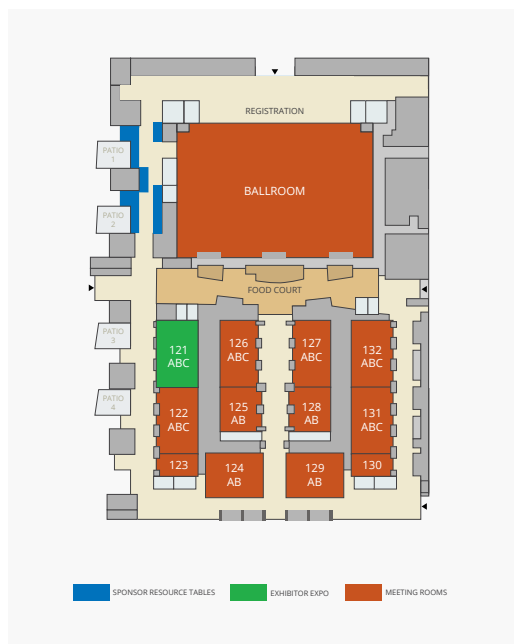 REGISTRATION
PATIO
1
BALLROOM
PATIO
2
FOOD COURT
PATIO
3
121
ABC
126
ABC
127
ABC
132
ABC
PATIO
4
122
ABC
125
AB
128
AB
131
ABC
123
124
AB
129
AB
130
SPONSOR RESOURCE TABLES
EXHIBITOR EXPO
MEETING ROOMS